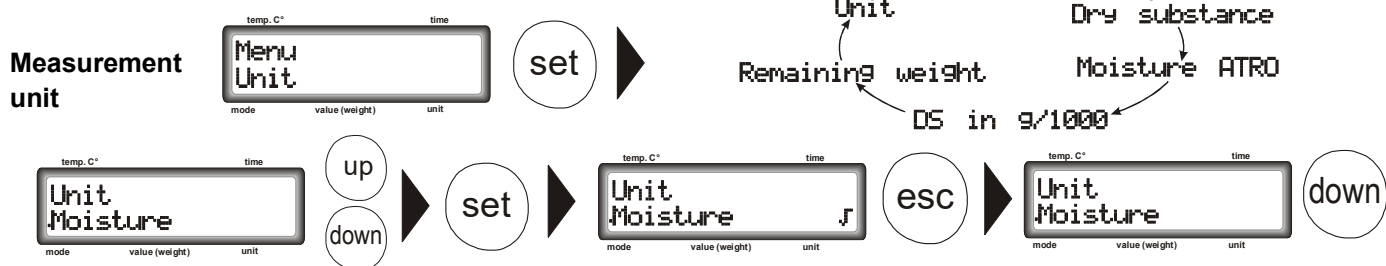 Measurement
unit
temp. C° time
Menu
Unit
mode value (weight) unit
set
Unit
Dry substance
Remaining weight
Moisture ATRO
DS in g/1000
temp. C° time
Unit
.Moisture
mode value (weight) unit
up
down
set
temp. C° time
Unit
.Moisture
mode value (weight) unit
esc
temp. C° time
Unit
.Moisture
mode value (weight) unit
down